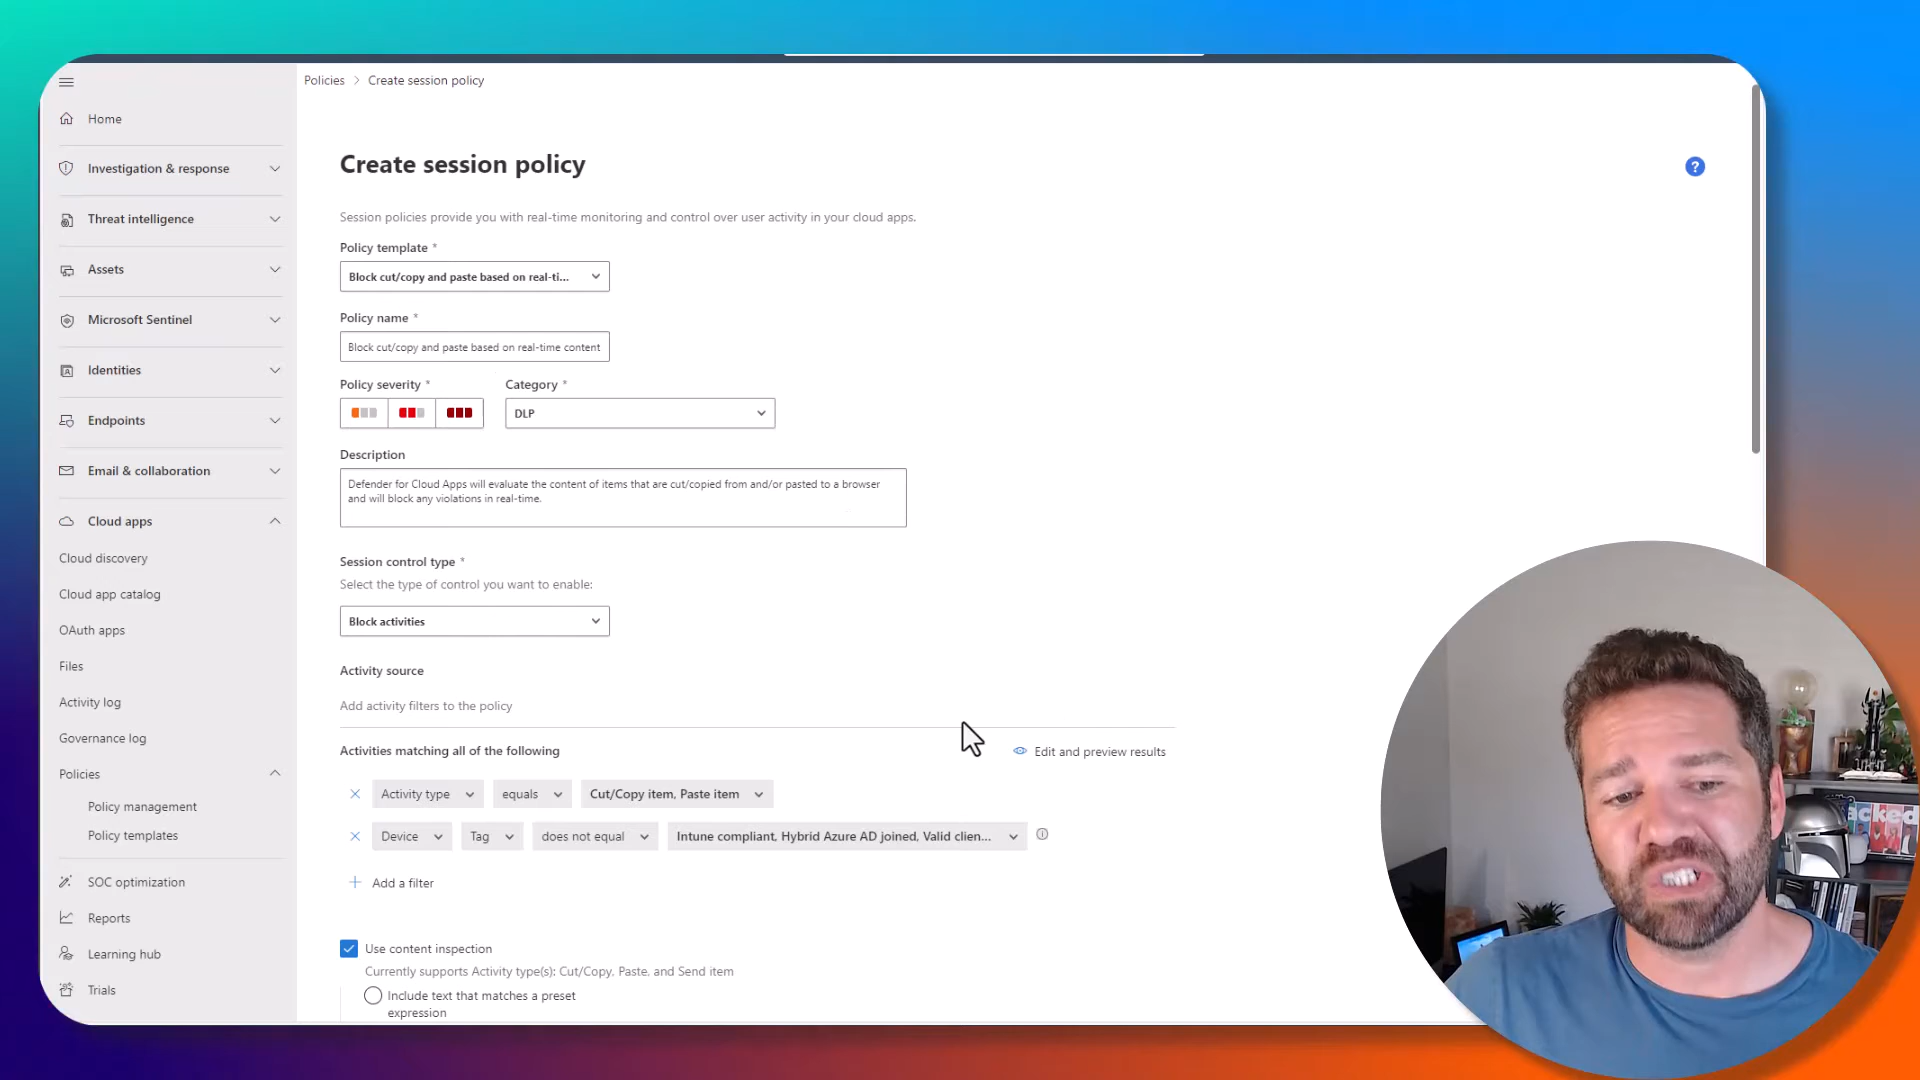 Policies > Create session policy
Home
Investigation & response
Threat intelligence
Assets
Microsoft Sentinel
Identities
Endpoints
Email & collaboration
Cloud apps
Cloud discovery
Cloud app catalog
OAuth apps
Files
Activity log
Governance log
Policies
Policy management
Policy templates
SOC optimization
Reports
Learning hub
Trials
Create session policy
?
Session policies provide you with real-time monitoring and control over user activity in your cloud apps.
Policy template *
Block cut/copy and paste based on real-ti...
Policy name *
Block cut/copy and paste based on real-time content
Policy severity * Category *
DLP
Description
Defender for Cloud Apps will evaluate the content of items that are cut/copied from and/or pasted to a browser
and will block any violations in real-time.
Session control type *
Select the type of control you want to enable:
Block activities
Activity source
Add activity filters to the policy
Activities matching all of the following Edit and preview results
Activity type equals Cut/Copy item, Paste item
Device Tag does not equal Intune compliant, Hybrid Azure AD joined, Valid clien...
+ Add a filter
Use content inspection
Currently supports Activity type(s): Cut/Copy, Paste, and Send item
Include text that matches a preset
expression